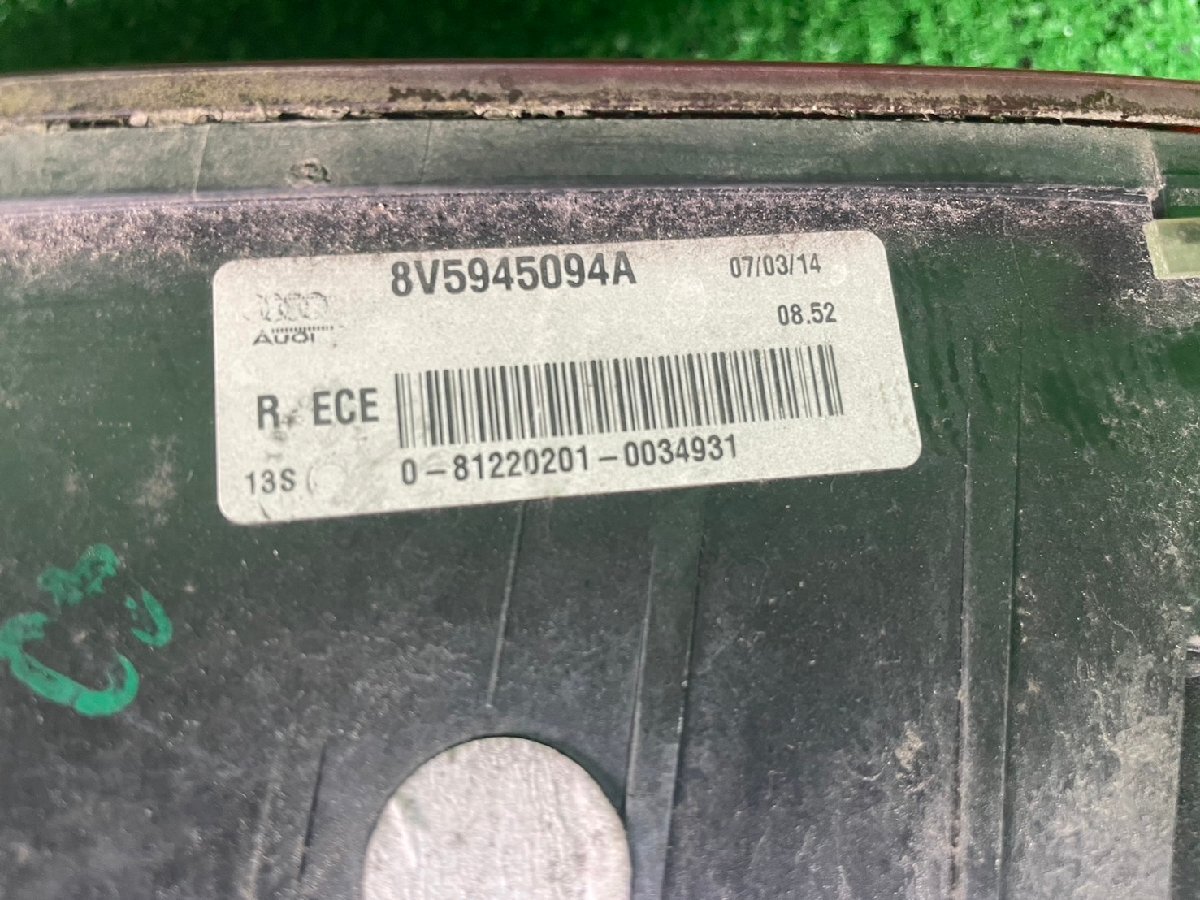 8V5945094A
07/03/14
08.52
AUDI
R ECE
13S
0-81220201-0034931